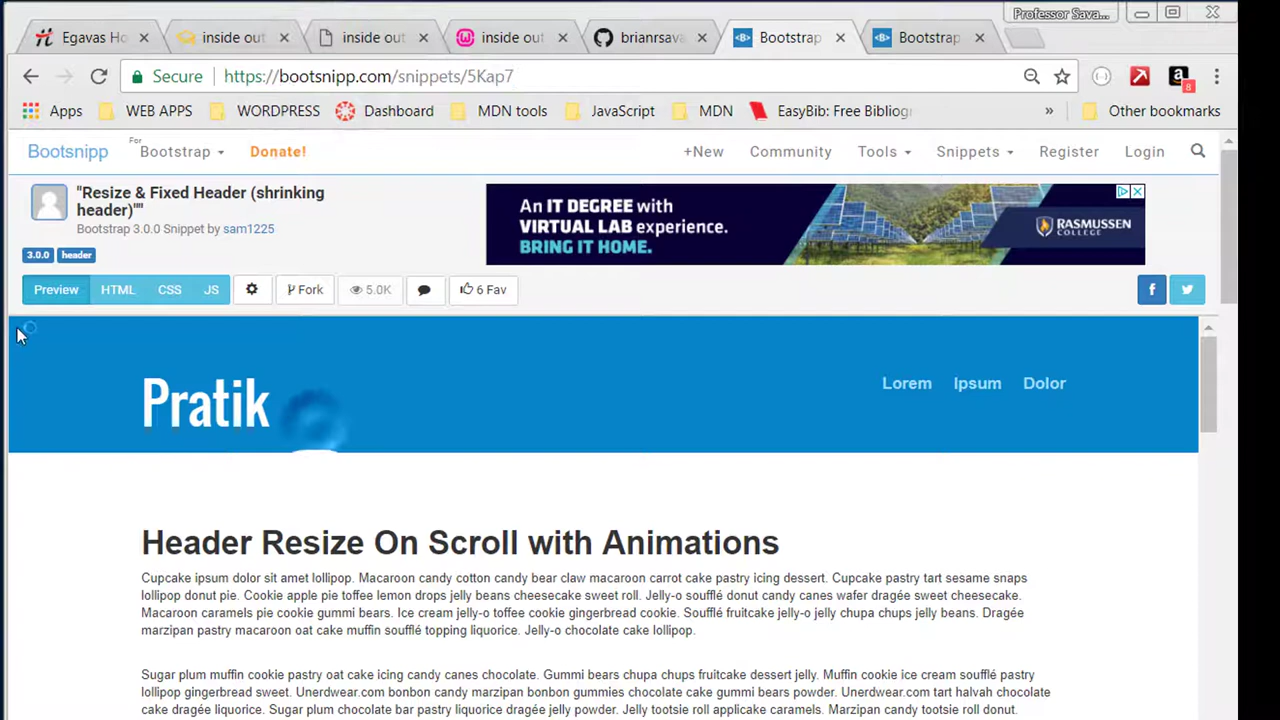 Professor Sava...
Egavas Ho
inside out
inside out
inside out
brianrsava
Bootstrap
Bootstrap
Secure
https://bootsnipp.com/snippets/5Kap7
8
Apps
WEB APPS
WORDPRESS
Dashboard
MDN tools
JavaScript
MDN
EasyBib: Free Bibliogr
»
Other bookmarks
Bootsnipp
For
Bootstrap
Donate!
+New
Community
Tools
Snippets
Register
Login
"Resize & Fixed Header (shrinking
header)""
Bootstrap 3.0.0 Snippet by sam1225
An IT DEGREE with
VIRTUAL LAB experience.
BRING IT HOME.
RASMUSSEN
COLLEGE
3.0.0
header
Preview
HTML
CSS
JS
Fork
5.0K
6 Fav
Pratik
Lorem
Ipsum
Dolor
Header Resize On Scroll with Animations
Cupcake ipsum dolor sit amet lollipop. Macaroon candy cotton candy bear claw macaroon carrot cake pastry icing dessert. Cupcake pastry tart sesame snaps
lollipop donut pie. Cookie apple pie toffee lemon drops jelly beans cheesecake sweet roll. Jelly-o soufflé donut candy canes wafer dragée sweet cheesecake.
Macaroon caramels pie cookie gummi bears. Ice cream jelly-o toffee cookie gingerbread cookie. Soufflé fruitcake jelly-o jelly chupa chups jelly beans. Dragée
marzipan pastry macaroon oat cake muffin soufflé topping liquorice. Jelly-o chocolate cake lollipop.
Sugar plum muffin cookie pastry oat cake icing candy canes chocolate. Gummi bears chupa chups fruitcake dessert jelly. Muffin cookie ice cream soufflé pastry
lollipop gingerbread sweet. Unerdwear.com bonbon candy marzipan bonbon gummies chocolate cake gummi bears powder. Unerdwear.com tart halvah chocolate
cake dragée liquorice. Sugar plum chocolate bar pastry liquorice dragée jelly powder. Jelly tootsie roll applicake caramels. Marzipan candy tootsie roll donut.